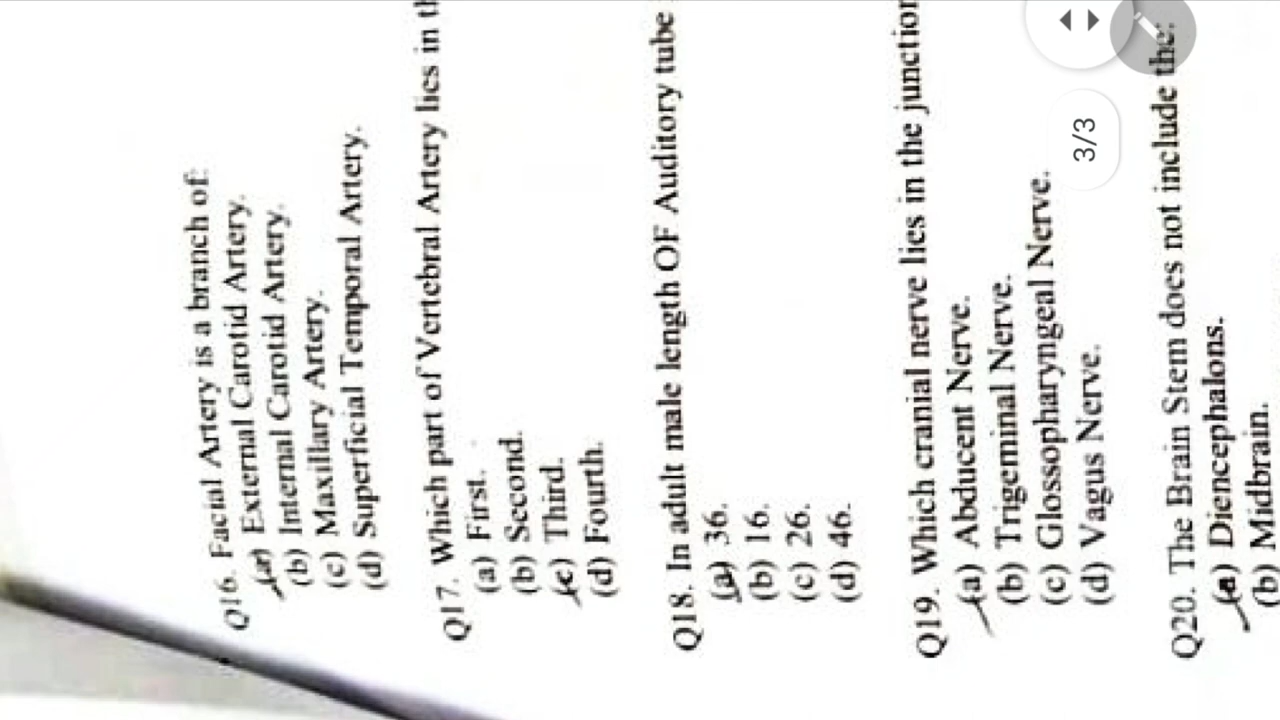 Q16. Facial Artery is a branch of:
(a) External Carotid Artery.
(b) Internal Carotid Artery.
(c) Maxillary Artery.
(d) Superficial Temporal Artery.
Q17. Which part of Vertebral Artery lies in
(a) First.
(b) Second.
(c) Third.
(d) Fourth.
Q18. In adult male length OF Auditory tube
(a) 36.
(b) 16.
(c) 26.
(d) 46.
Q19. Which cranial nerve lies in the
(a) Abducent Nerve.
(b) Trigeminal Nerve.
(c) Glossopharyngeal Nerve.
(d) Vagus Nerve.
3/3
Q20. The Brain Stem does not include the:
(a) Diencephalons.
(b) Midbrain.